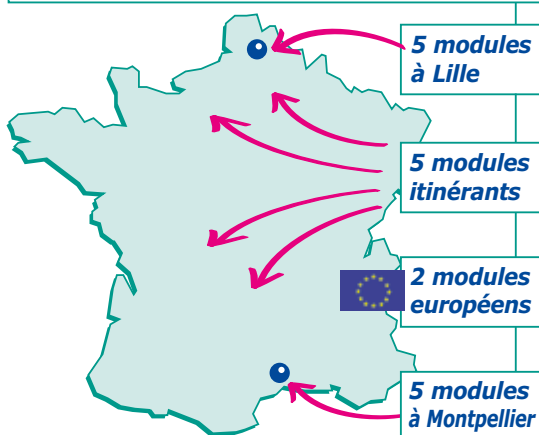 5 modules
à Lille
5 modules
itinérants
2 modules
européens
5 modules
à Montpellier